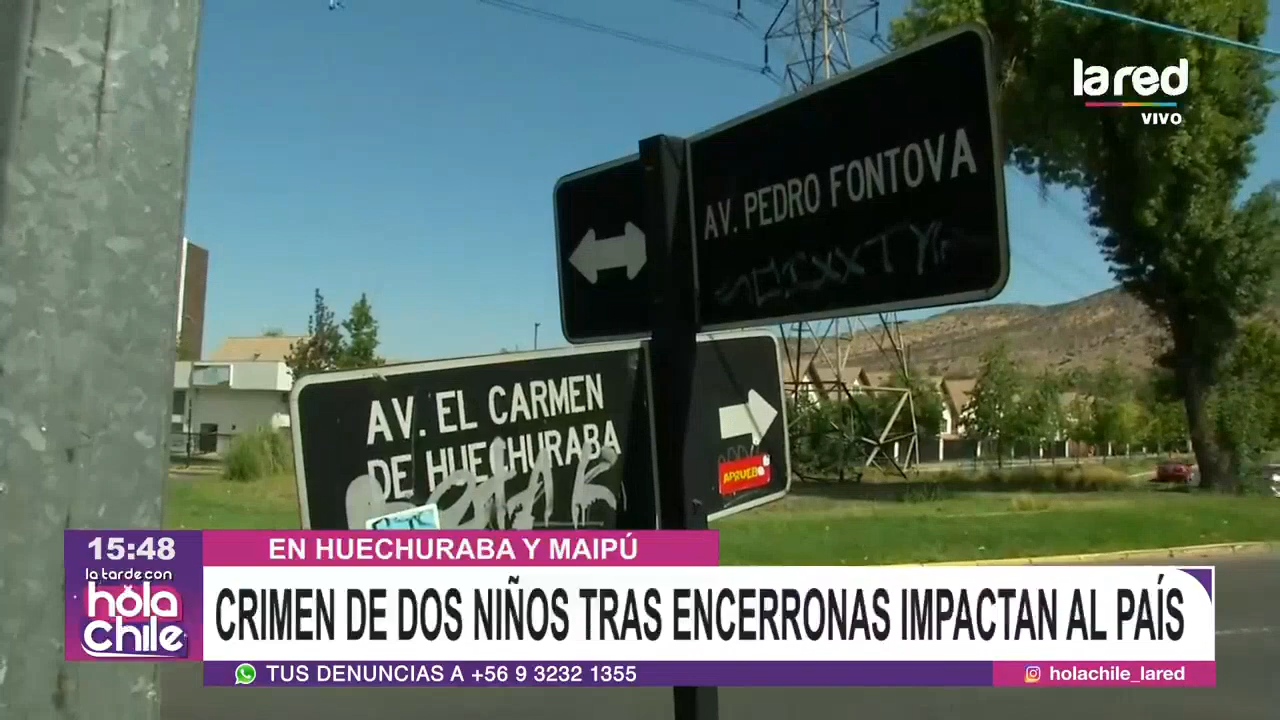 la red
VIVO
AV. PEDRO FONTOVA
AV. EL CARMEN
DE HUECHURABA
APRUEBO
15:48
EN HUECHURABA Y MAIPÚ
la tarde con
hola
Chile
CRIMEN DE DOS NIÑOS TRAS ENCERRONAS IMPACTAN AL PAÍS
TUS DENUNCIAS A +56 9 3232 1355
holachile_lared